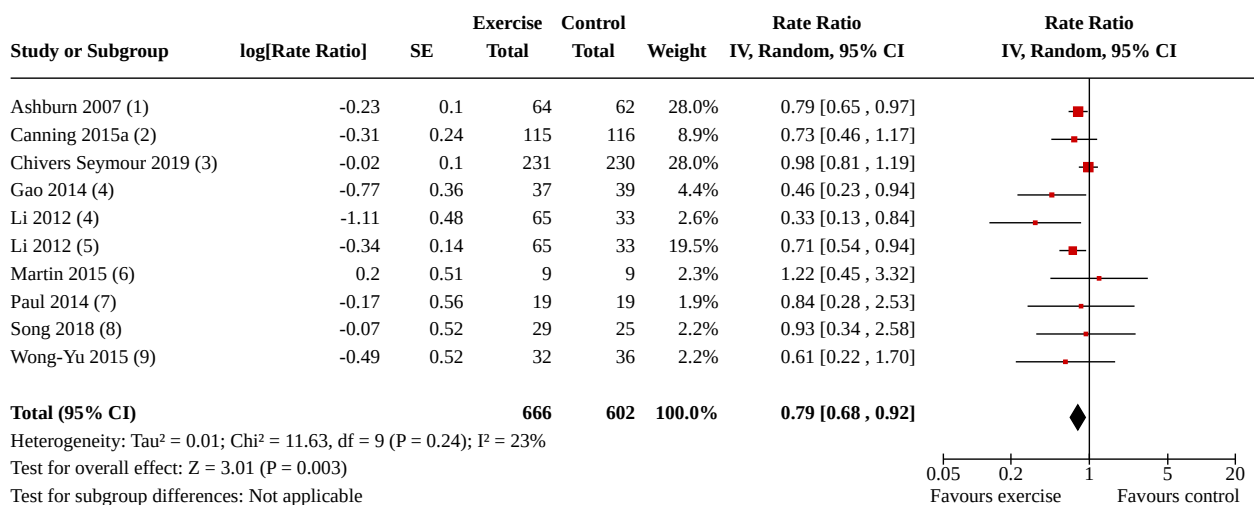 Exercise Control Rate Ratio Rate Ratio
Study or Subgroup log[Rate Ratio] SE Total Total Weight IV, Random, 95% CI IV, Random, 95% CI
Ashburn 2007 (1) -0.23 0.1 64 62 28.0% 0.79 [0.65 , 0.97]
Canning 2015a (2) -0.31 0.24 115 116 8.9% 0.73 [0.46 , 1.17]
Chivers Seymour 2019 (3) -0.02 0.1 231 230 28.0% 0.98 [0.81 , 1.19]
Gao 2014 (4) -0.77 0.36 37 39 4.4% 0.46 [0.23 , 0.94]
Li 2012 (4) -1.11 0.48 65 33 2.6% 0.33 [0.13 , 0.84]
Li 2012 (5) -0.34 0.14 65 33 19.5% 0.71 [0.54 , 0.94]
Martin 2015 (6) 0.2 0.51 9 9 2.3% 1.22 [0.45 , 3.32]
Paul 2014 (7) -0.17 0.56 19 19 1.9% 0.84 [0.28 , 2.53]
Song 2018 (8) -0.07 0.52 29 25 2.2% 0.93 [0.34 , 2.58]
Wong-Yu 2015 (9) -0.49 0.52 32 36 2.2% 0.61 [0.22 , 1.70]
Total (95% CI) 666 602 100.0% 0.79 [0.68 , 0.92]
Heterogeneity: Tau² = 0.01; Chi² = 11.63, df = 9 (P = 0.24); I² = 23%
Test for overall effect: Z = 3.01 (P = 0.003)
0.05 0.2 1 5 20
Test for subgroup differences: Not applicable
Favours exercise Favours control